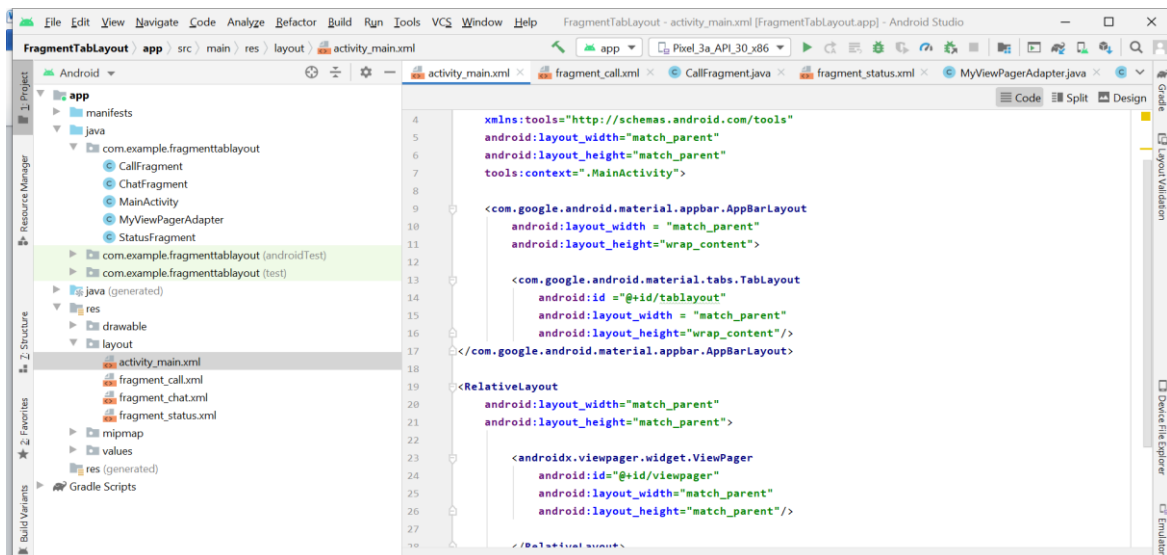 File Edit View Navigate Code Analyze Refactor Build Run Tools VCS Window Help FragmentTabLayout - activity_main.xml [FragmentTabLayout.app] - Android Studio
FragmentTabLayout app src main res layout activity_main.xml app Pixel_3a_API_30_x86
Android activity_main.xml fragment_call.xml CallFragment.java fragment_status.xml MyViewPagerAdapter.java
Code Split Design
1: Project
Resource Manager
7: Structure
2: Favorites
Build Variants
app
manifests
java
com.example.fragmenttablayout
CallFragment
ChatFragment
MainActivity
MyViewPagerAdapter
StatusFragment
com.example.fragmenttablayout (androidTest)
com.example.fragmenttablayout (test)
java (generated)
res
drawable
layout
activity_main.xml
fragment_call.xml
fragment_chat.xml
fragment_status.xml
mipmap
values
res (generated)
Gradle Scripts
4 xmlns:tools="http://schemas.android.com/tools"
5 android:layout_width="match_parent"
6 android:layout_height="match_parent"
7 tools:context=".MainActivity">
8
9 <com.google.android.material.appbar.AppBarLayout
10 android:layout_width = "match_parent"
11 android:layout_height="wrap_content">
12
13 <com.google.android.material.tabs.TabLayout
14 android:id ="@+id/tablayout"
15 android:layout_width = "match_parent"
16 android:layout_height="wrap_content"/>
17 </com.google.android.material.appbar.AppBarLayout>
18
19 <RelativeLayout
20 android:layout_width="match_parent"
21 android:layout_height="match_parent">
22
23 <androidx.viewpager.widget.ViewPager
24 android:id="@+id/viewpager"
25 android:layout_width="match_parent"
26 android:layout_height="match_parent"/>
27
28 </RelativeLayout>
Gradle
Layout Validation
Device File Explorer
Emulator